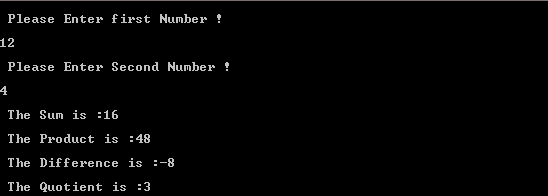 Please Enter first Number !
12
Please Enter Second Number !
4
The Sum is :16
The Product is :48
The Difference is :-8
The Quotient is :3